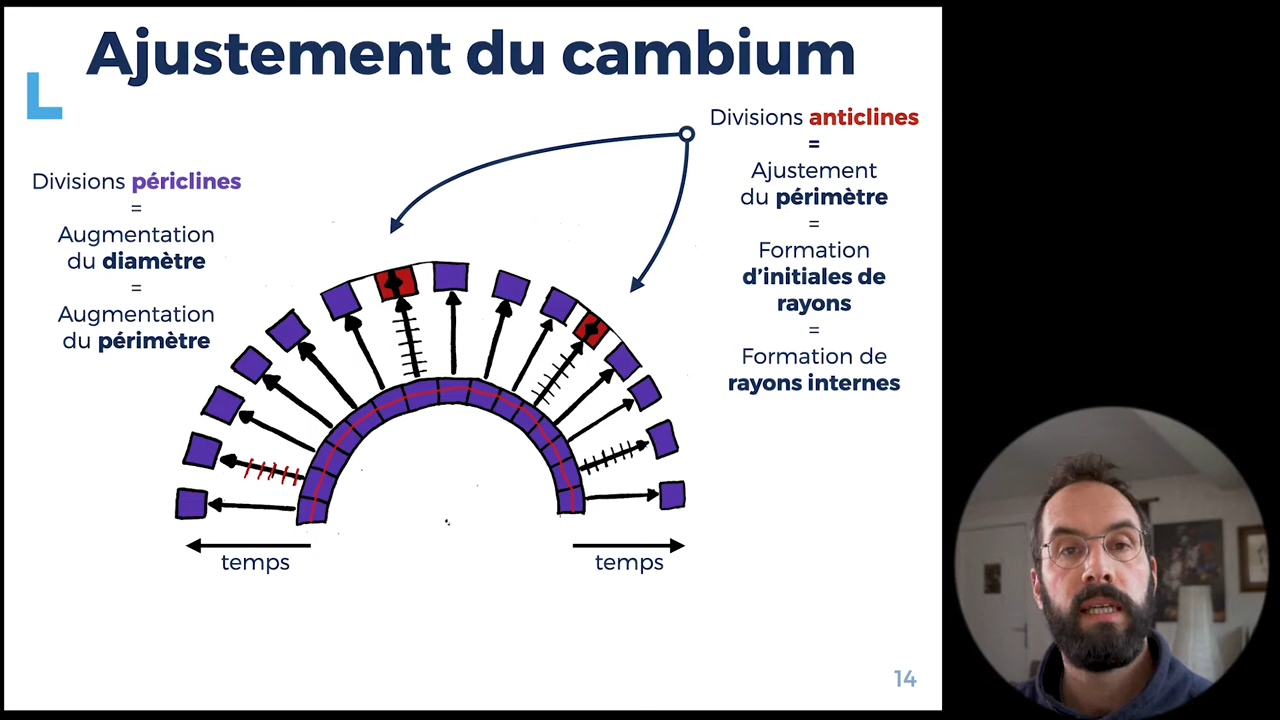 Ajustement du cambium
Divisions périclines
=
Augmentation
du diamètre
=
Augmentation
du périmètre
Divisions anticlines
=
Ajustement
du périmètre
=
Formation
d'initiales de
rayons
=
Formation de
rayons internes
temps
temps
14